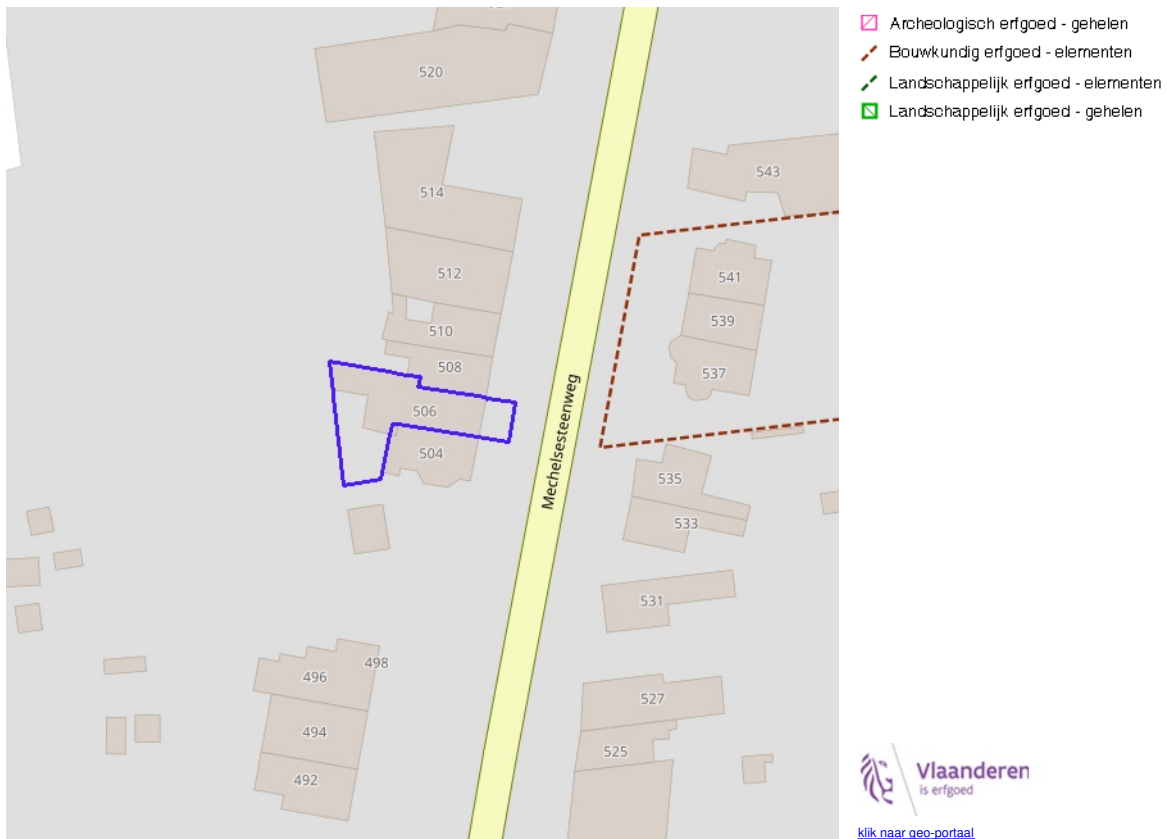 Archeologisch erfgoed - gehelen
Bouwkundig erfgoed - elementen
Landschappelijk erfgoed - elementen
Landschappelijk erfgoed - gehelen
520
514
512
510
508
506
504
498
496
494
492
Mechelsesteenweg
543
541
539
537
535
533
531
527
525
Vlaanderen
is erfgoed
klik naar geo-portaal